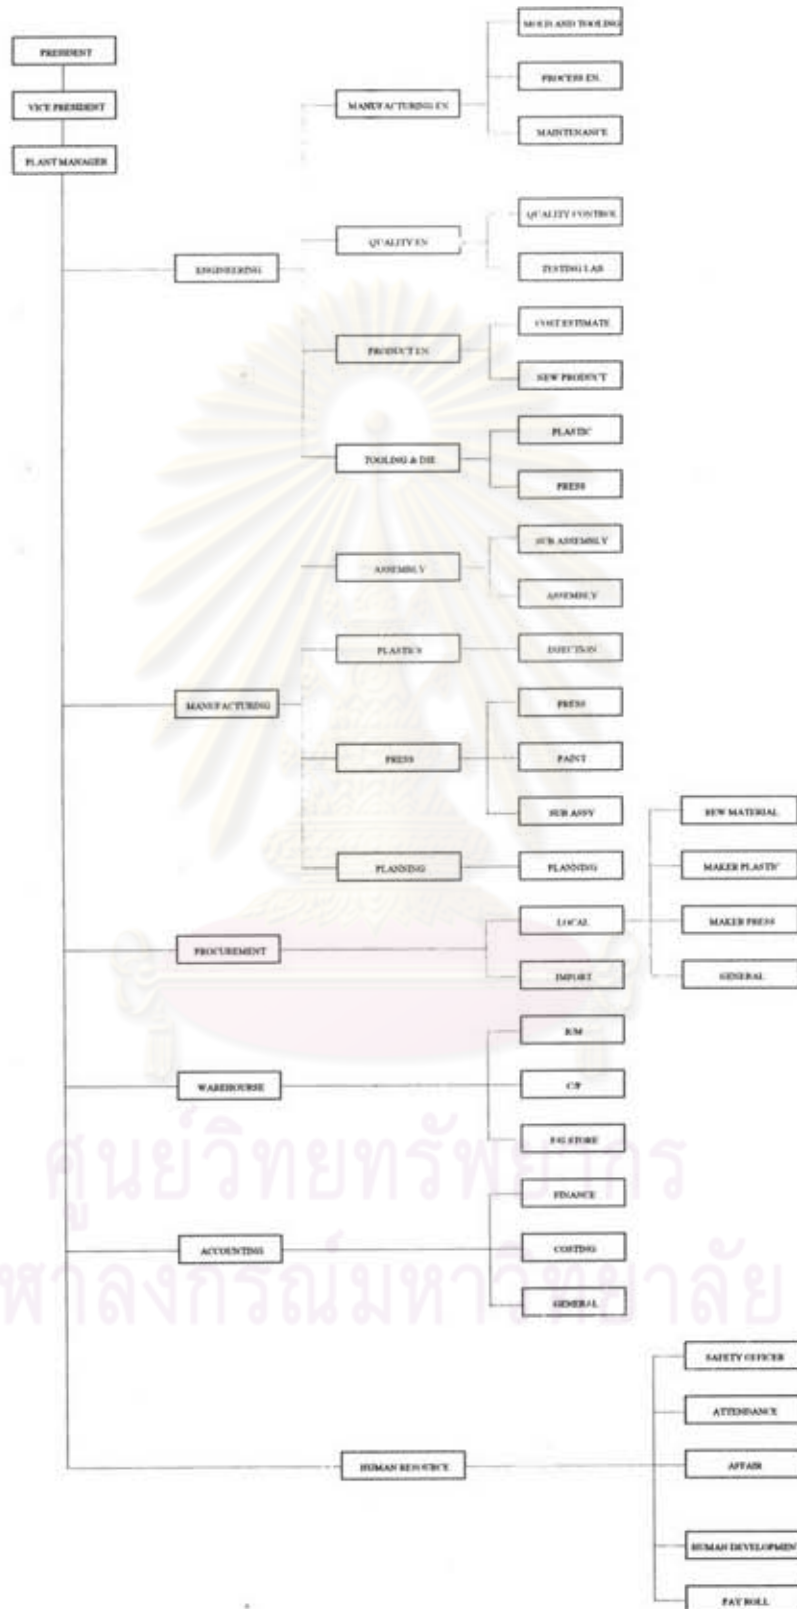 PRESIDENT
VICE PRESIDENT
PLANT MANAGER
ENGINEERING
MANUFACTURING EN
MOLD AND TOOLING
PROCESS EN.
MAINTENANCE
QUALITY EN
QUALITY CONTROL
TESTING LAB
PRODUCT EN
COST ESTIMATE
NEW PRODUCT
TOOLING & DIE
PLASTIC
PRESS
MANUFACTURING
ASSEMBLY
SUB ASSEMBLY
ASSEMBLY
PLASTICS
INJECTION
PRESS
PRESS
PAINT
SUB ASSY
PLANNING
PLANNING
PROCUREMENT
LOCAL
REW MATERIAL
MAKER PLASTIC
MAKER PRESS
GENERAL
IMPORT
WAREHOURSE
R/M
C/P
F/G STORE
ACCOUNTING
FINANCE
COSTING
GENERAL
HUMAN RESOURCE
SAFETY OFFICER
ATTENDANCE
AFFAIR
HUMAN DEVELOPMENT
PAY ROLL
ศูนย์วิทยทรัพยากร
จุฬาลงกรณ์มหาวิทยาลัย